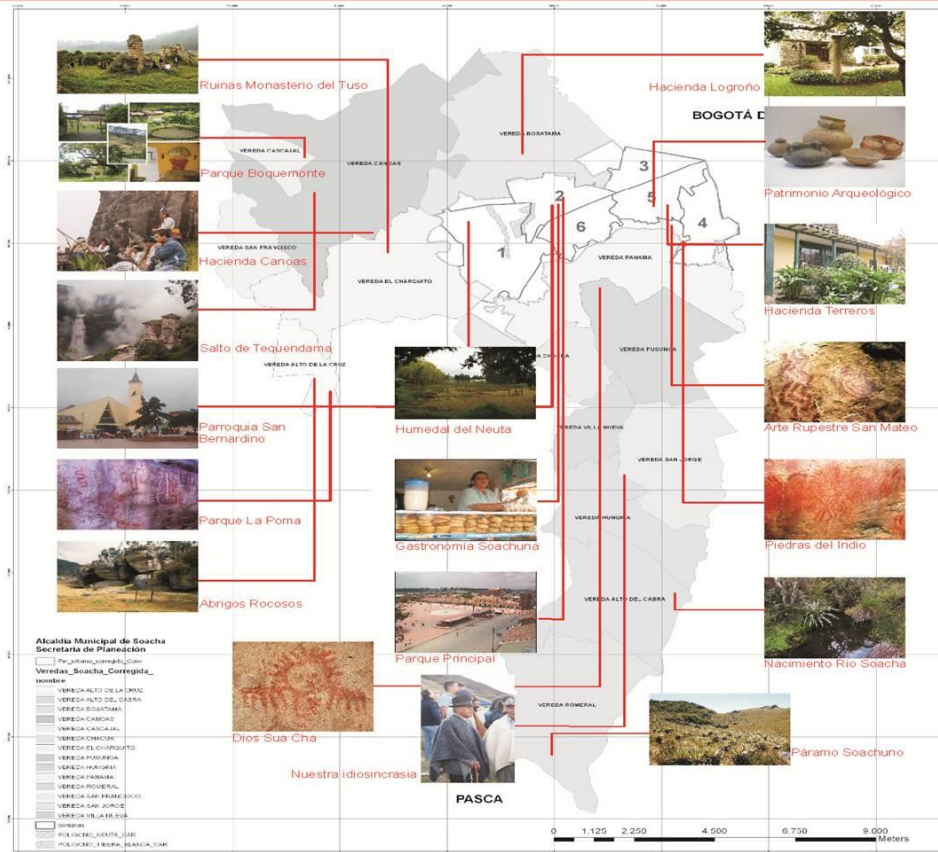 Ruinas Monasterio del Tuso
Parque Boquemonte
Hacienda Canoas
Salto de Tequendama
Parroquia San
Bernardino
Parque La Poma
Abrigos Rocosos
Hacienda Logroño
BOGOTÁ D
Patrimonio Arqueológico
Hacienda Terreros
Arte Rupestre San Mateo
Piedras del Indio
Nacimiento Rio Soacha
Páramo Soachuno
Humedal del Neuta
Gastronomía Soachuna
Parque Principal
Dios Sua Cha
Nuestra idiosincrasia
PASCA
VEREDA BOSATAMA
VEREDA CASCAJAL
VEREDA CANOAS
VEREDA SAN FRANCISCO
VEREDA EL CHARQUITO
VEREDA ALTO DE LA CRUZ
VEREDA PANAMA
VEREDA FUSUNGA
VEREDA VILLA NUEVA
VEREDA SAN JORGE
VEREDA HUNGRIA
VEREDA ALTO DEL CABRA
VEREDA ROMERAL
1
2
3
4
5
6
Alcaldía Municipal de Soacha
Secretaria de Planeación
Veredas_Soacha_Corregida_
nombre
VEREDA ALTO DE LA CRUZ
VEREDA ALTO DEL CABRA
VEREDA BOSATAMA
VEREDA CANOAS
VEREDA CASCAJAL
VEREDA CHACUA
VEREDA EL CHARQUITO
VEREDA FUSUNGA
VEREDA HUNGRIA
VEREDA PANAMA
VEREDA ROMERAL
VEREDA SAN FRANCISCO
VEREDA SAN JORGE
VEREDA VILLA NUEVA
comunas
POLIGONO_NEUTA_CAR
POLIGONO_TIERRA_BLANCA_CAR
0 1.125 2.250 4.500 6.750 9.000
Meters